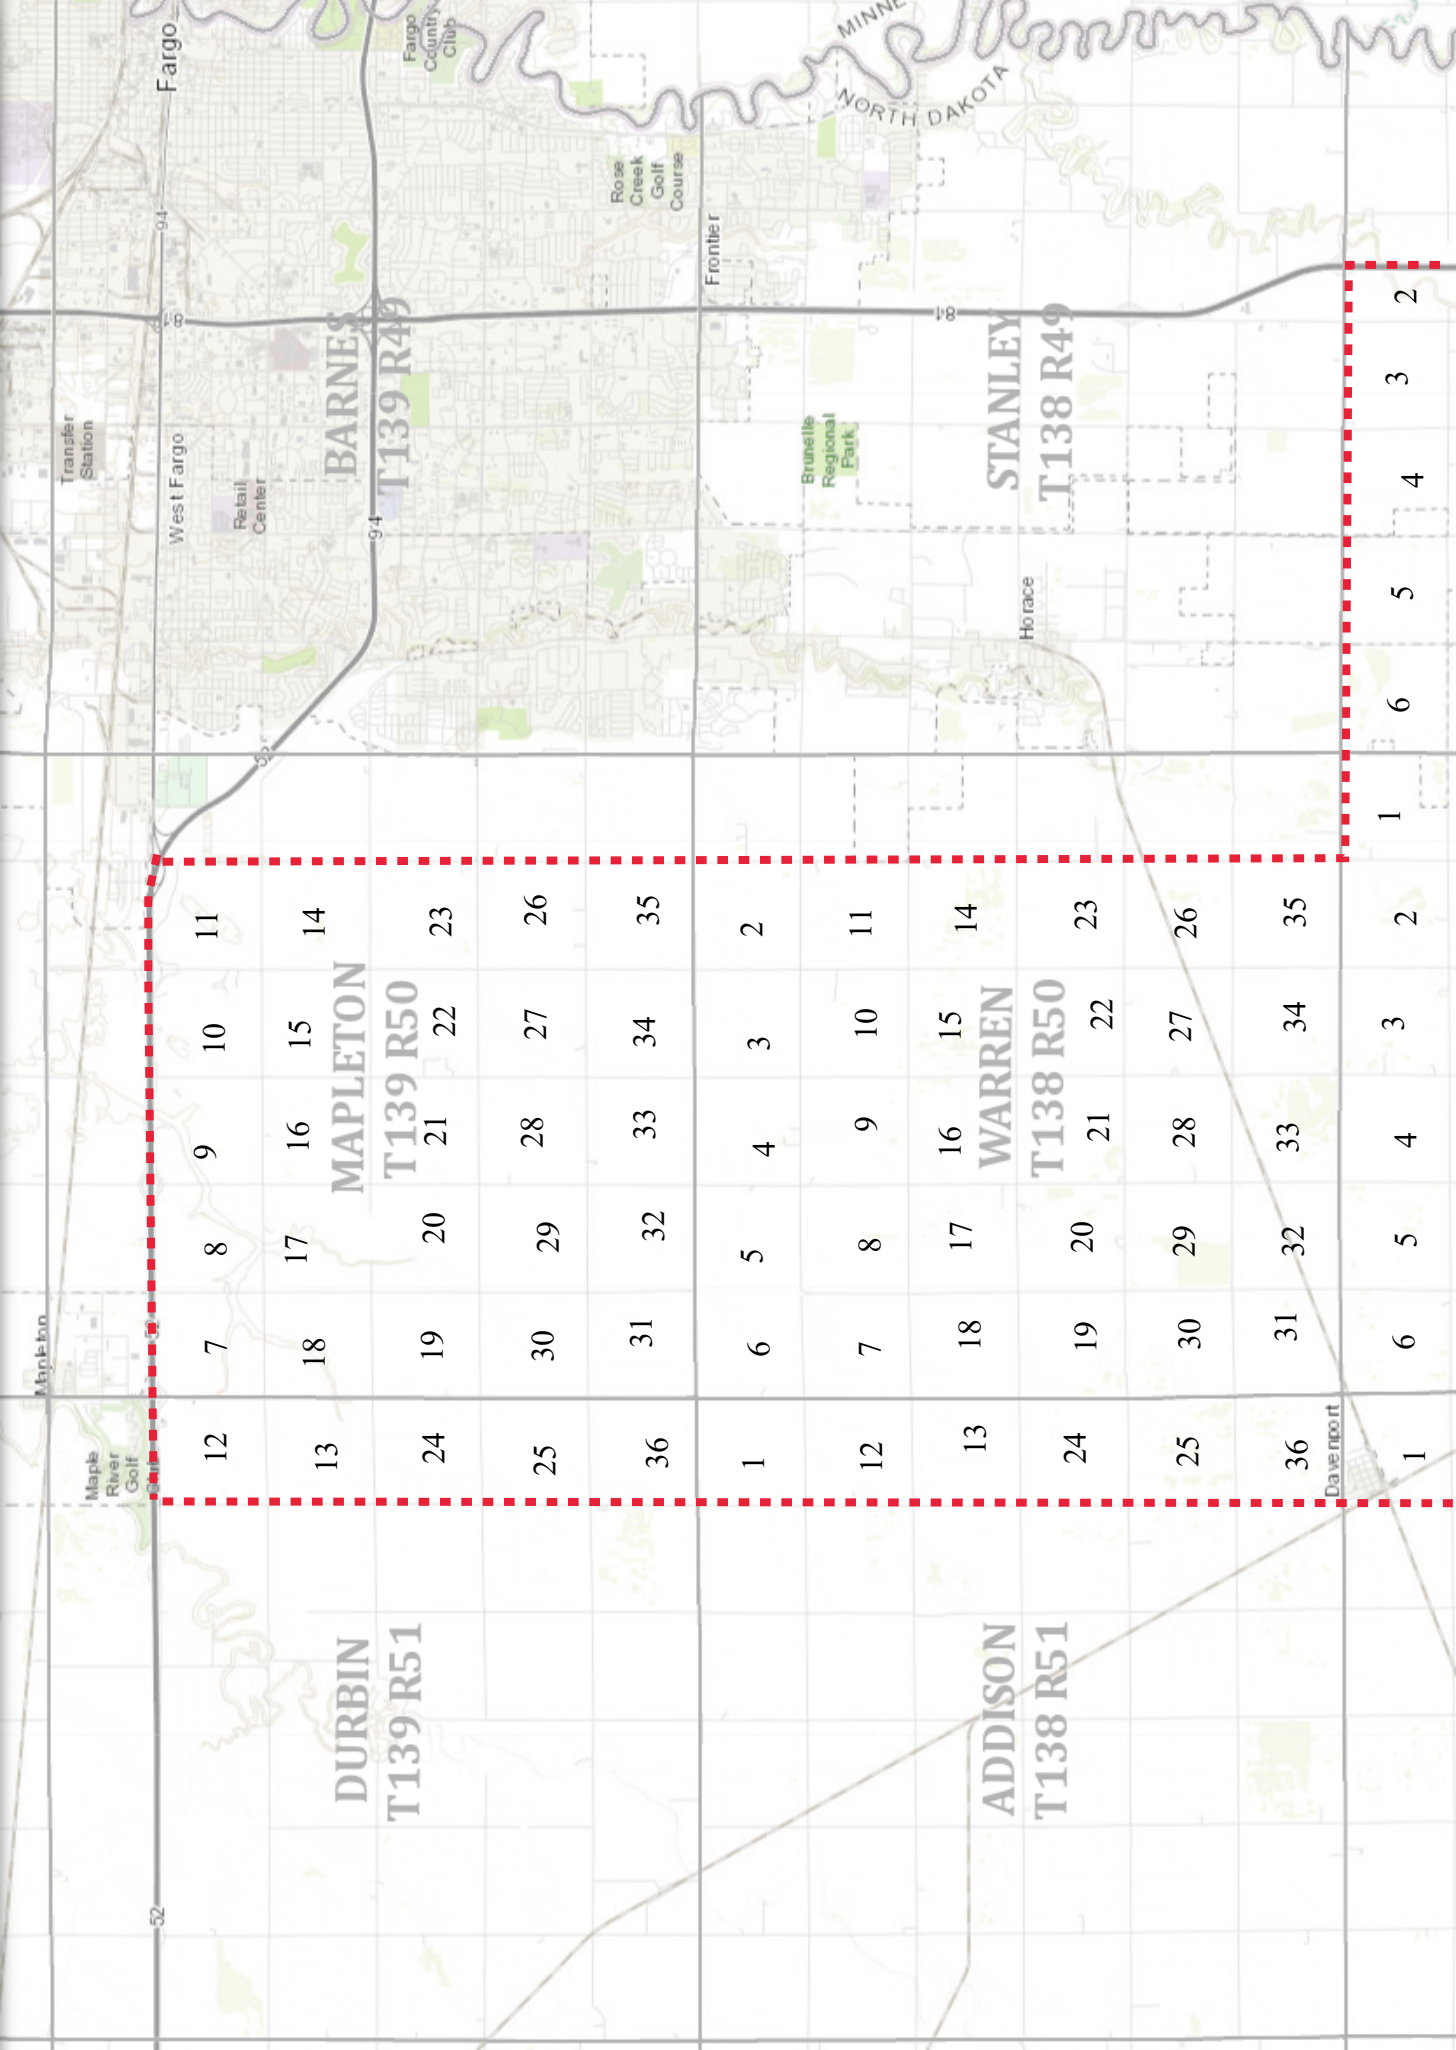 Mapleton
Transfer
Station
Maple
River
Golf
52
94
Fargo
West Fargo
81
12 7 8 9 10 11
Retail
Center
52
13 18 17 16 15 14
DURBIN
T139 R51
MAPLETON
T139 R50
BARNES
T139 R49
94
Fargo
Country
Club
24 19 20 21 22 23
25 30 29 28 27 26
36 31 32 33 34 35
Rose
Creek
Golf
Course
Frontier
1 6 5 4 3 2
Brunelle
Regional
Park
MINNE
NORTH DAKOTA
12 7 8 9 10 11
81
13 18 17 16 15 14
ADDISON
T138 R51
WARREN
T138 R50
STANLEY
T138 R49
Horace
24 19 20 21 22 23
25 30 29 28 27 26
36 31 32 33 34 35
Davenport
1 6 5 4 3 2 1 6 5 4 3 2